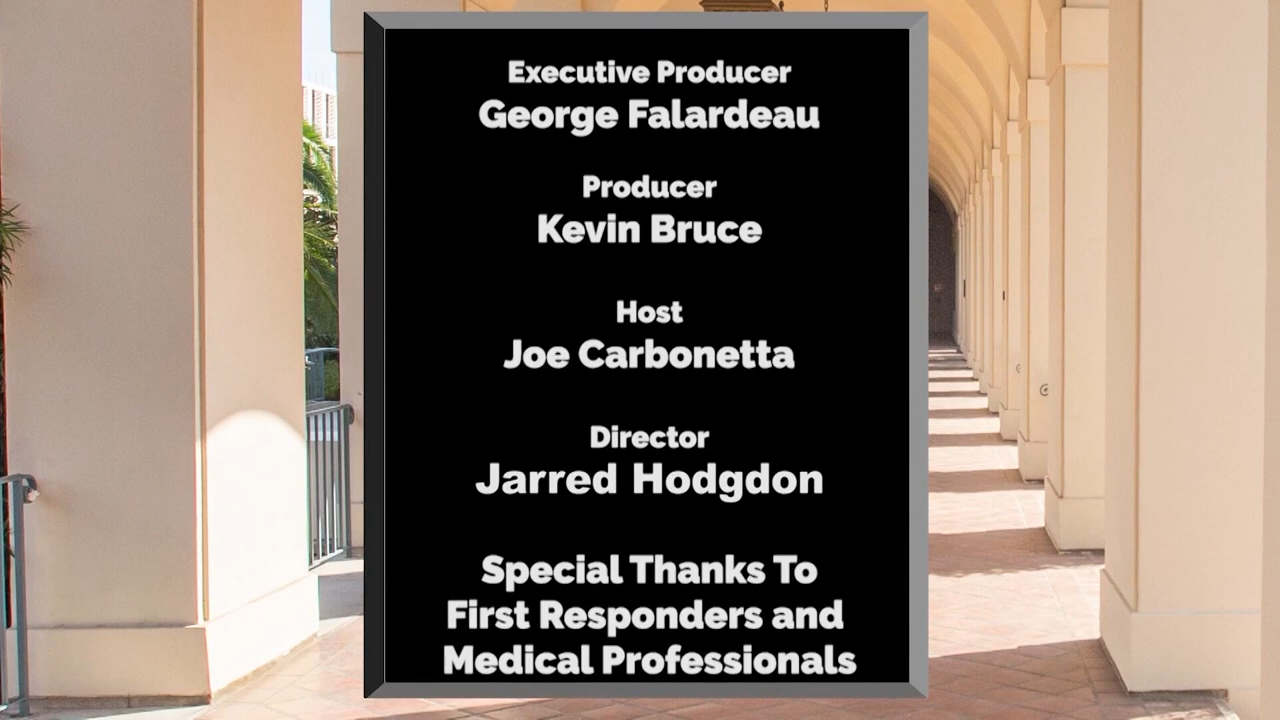 Executive Producer
George Falardeau
Producer
Kevin Bruce
Host
Joe Carbonetta
Director
Jarred Hodgdon
Special Thanks To
First Responders and
Medical Professionals